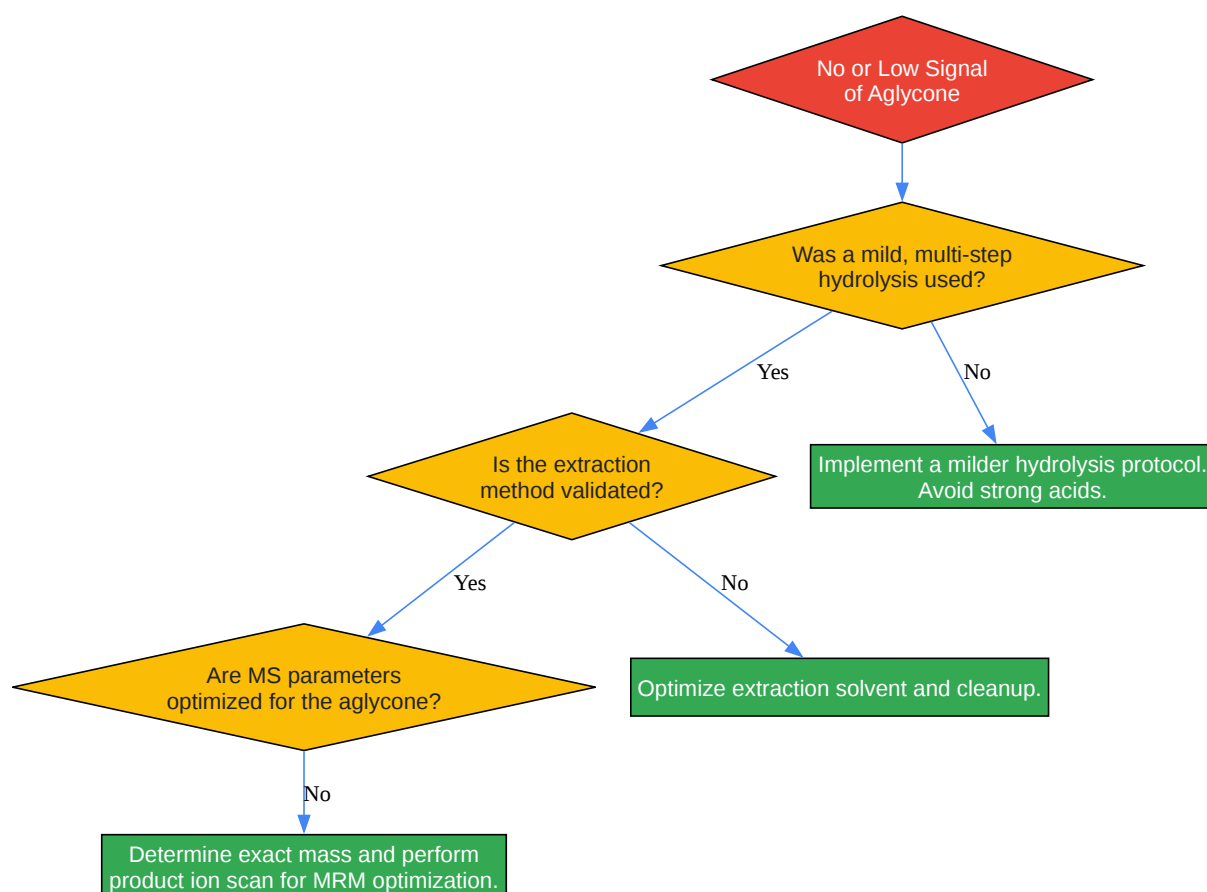 No or Low Signal
of Aglycone
Was a mild, multi-step
hydrolysis used?
Yes
No
Is the extraction
method validated?
Implement a milder hydrolysis protocol.
Avoid strong acids.
Yes
No
Are MS parameters
optimized for the aglycone?
Optimize extraction solvent and cleanup.
No
Determine exact mass and perform
product ion scan for MRM optimization.